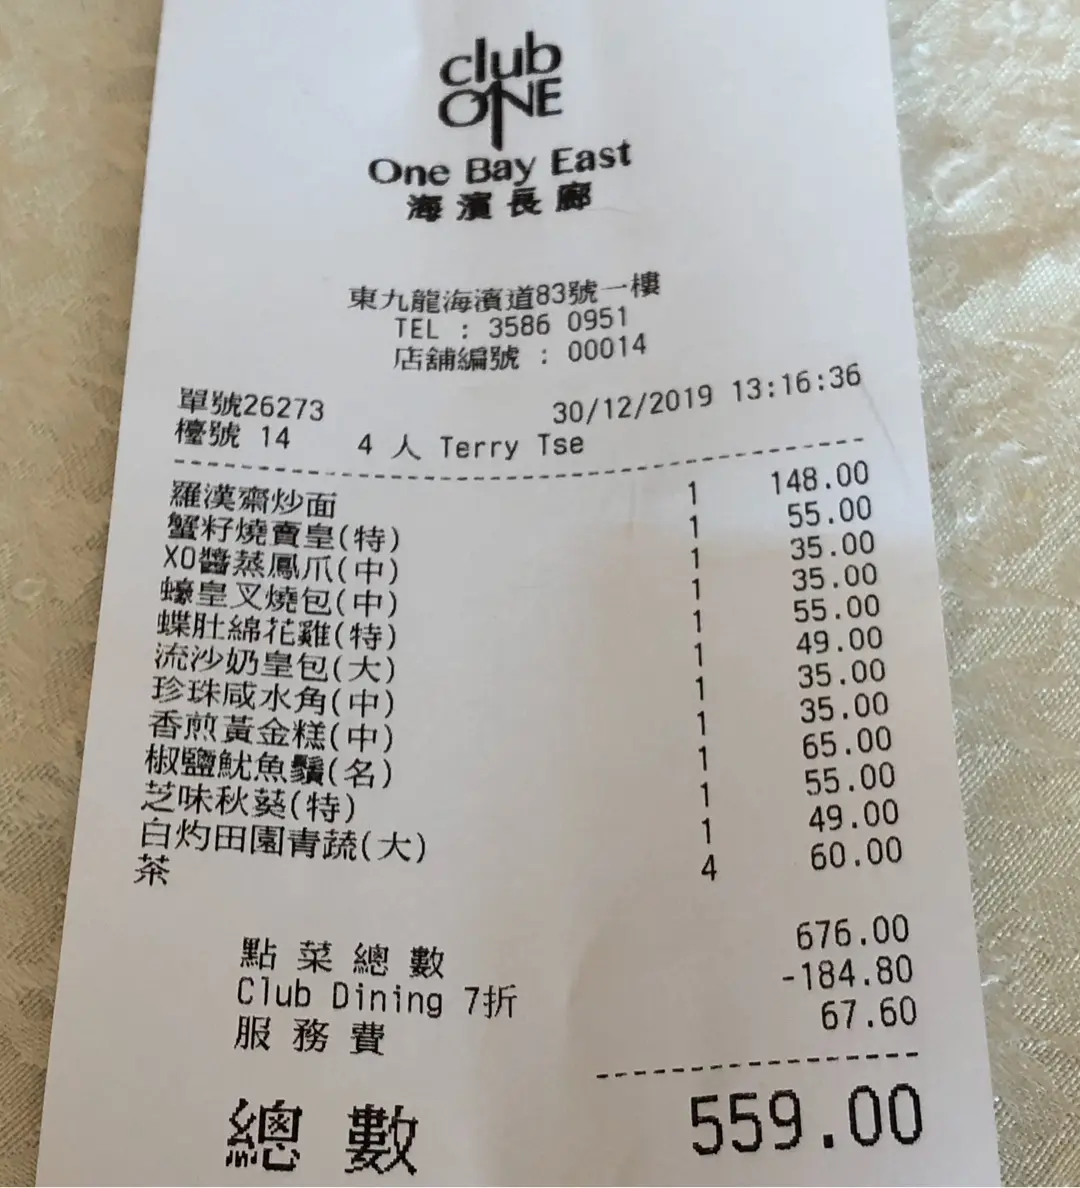 club
ONE
One Bay East
海濱長廊
東九龍海濱道83號一樓
TEL : 3586 0951
店舖編號 : 00014
單號26273 30/12/2019 13:16:36
檯號 14 4 人 Terry Tse
羅漢齋炒面 1 148.00
蟹籽燒賣皇(特) 1 55.00
XO醬蒸鳳爪(中) 1 35.00
蠔皇叉燒包(中) 1 35.00
蝶肚綿花雞(特) 1 55.00
流沙奶皇包(大) 1 49.00
珍珠咸水角(中) 1 35.00
香煎黃金糕(中) 1 35.00
椒鹽魷魚鬚(名) 1 65.00
芝味秋葵(特) 1 55.00
白灼田園青蔬(大) 1 49.00
茶 4 60.00
點菜總數 676.00
Club Dining 7折 -184.80
服務費 67.60
總數 559.00